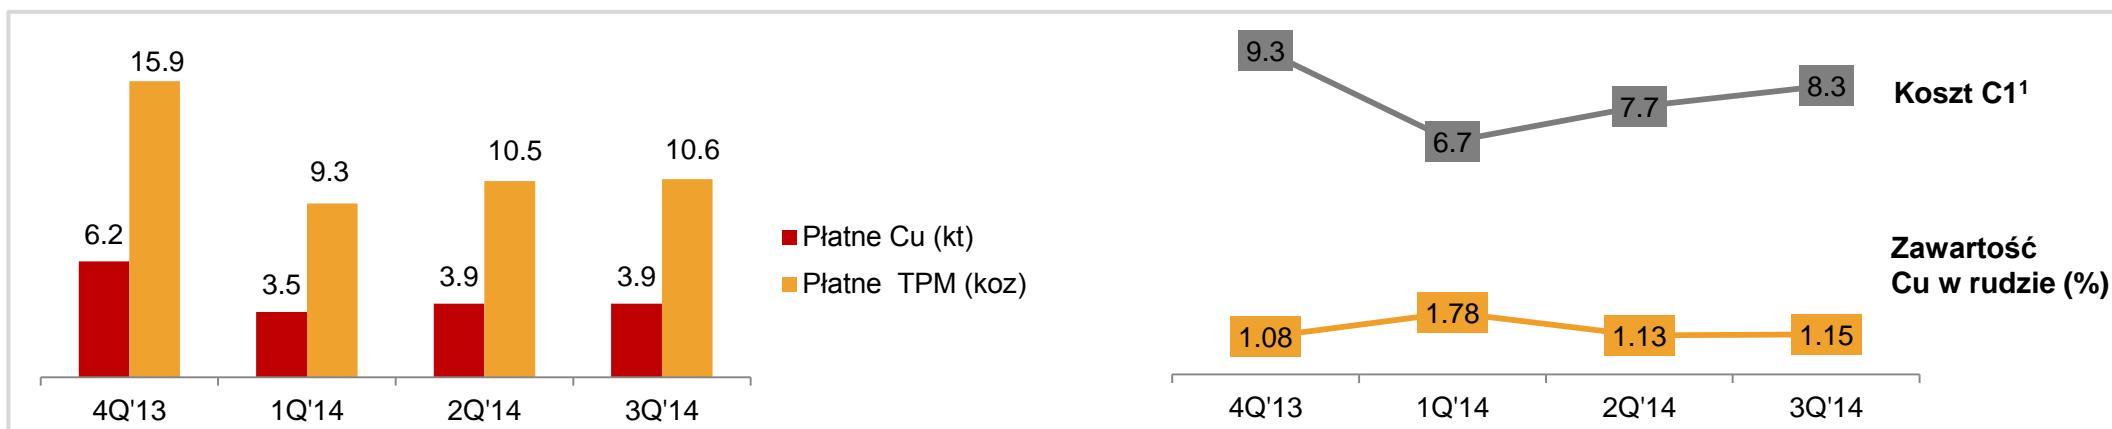 15.9
6.2
9.3
3.5
10.5
3.9
10.6
3.9
4Q'13
1Q'14
2Q'14
3Q'14
Płatne Cu (kt)
Płatne TPM (koz)
9.3
6.7
7.7
8.3
Koszt C1¹
1.08
1.78
1.13
1.15
Zawartość
Cu w rudzie (%)
4Q'13
1Q'14
2Q'14
3Q'14